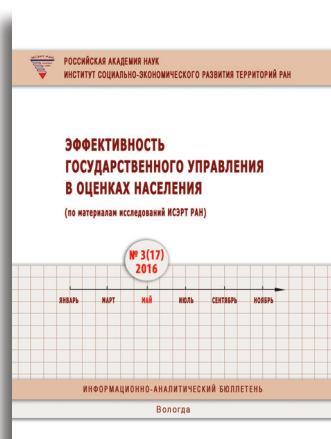 РОССИЙСКАЯ АКАДЕМИЯ НАУК
ИНСТИТУТ СОЦИАЛЬНО-ЭКОНОМИЧЕСКОГО РАЗВИТИЯ ТЕРРИТОРИЙ РАН
ЭФФЕКТИВНОСТЬ
ГОСУДАРСТВЕННОГО УПРАВЛЕНИЯ
В ОЦЕНКАХ НАСЕЛЕНИЯ
(по материалам исследований ИСЭРТ РАН)
№ 3(17)
2016
ЯНВАРЬ МАРТ МАЙ ИЮЛЬ СЕНТЯБРЬ НОЯБРЬ
ИНФОРМАЦИОННО-АНАЛИТИЧЕСКИЙ БЮЛЛЕТЕНЬ
Вологда